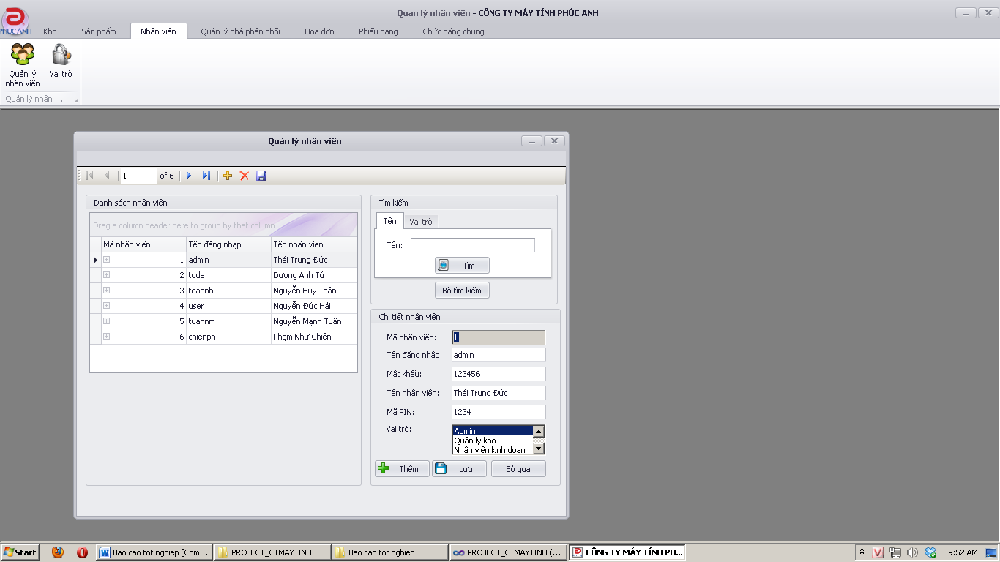 Quản lý nhân viên - CÔNG TY MÁY TÍNH PHÚC ANH
PHUCANH
Kho
Sản phẩm
Nhân viên
Quản lý nhà phân phối
Hóa đơn
Phiếu hàng
Chức năng chung
Quản lý
nhân viên
Vai trò
Quản lý nhân ...
Quản lý nhân viên
1 of 6
Danh sách nhân viên
Drag a column header here to group by that column
Mã nhân viên Tên đăng nhập Tên nhân viên
1 admin Thái Trung Đức
2 tuda Dương Anh Tú
3 toannh Nguyễn Huy Toản
4 user Nguyễn Đức Hải
5 tuannm Nguyễn Mạnh Tuấn
6 chienpn Phạm Như Chiến
Tìm kiếm
Tên Vai trò
Tên:
Tìm
Bỏ tìm kiếm
Chi tiết nhân viên
Mã nhân viên: 1
Tên đăng nhập: admin
Mật khẩu: 123456
Tên nhân viên: Thái Trung Đức
Mã PIN: 1234
Vai trò: Admin
Quản lý kho
Nhân viên kinh doanh
Thêm Lưu Bỏ qua
Start
Bao cao tot nghiep [Com...
PROJECT_CTMAYTINH
Bao cao tot nghiep
PROJECT_CTMAYTINH (...
CÔNG TY MÁY TÍNH PH...
9:52 AM